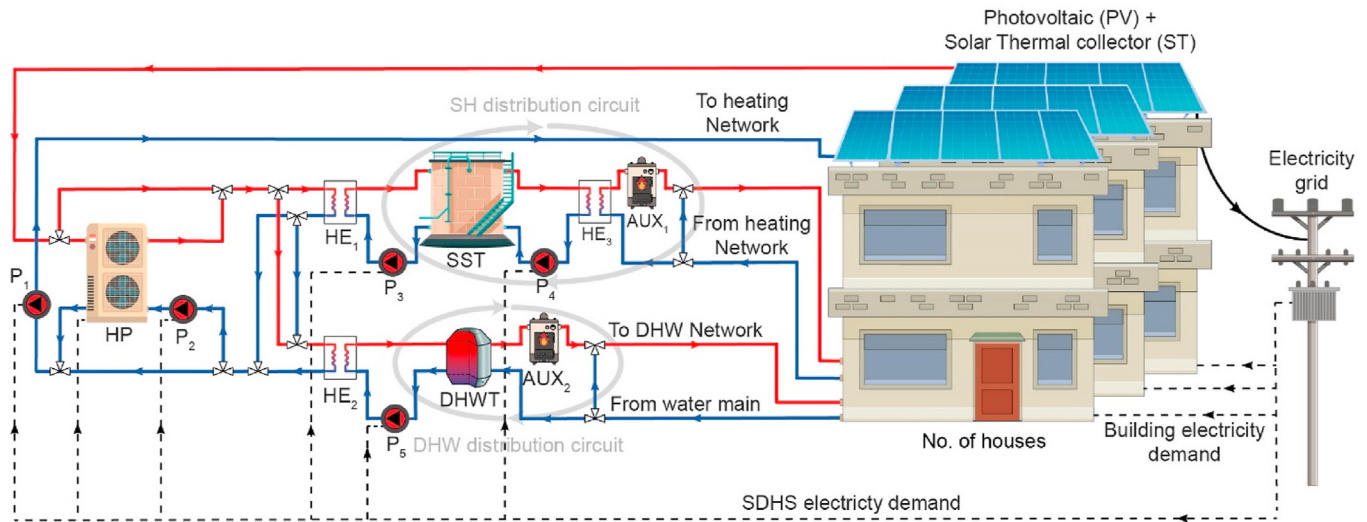 Photovoltaic (PV) +
Solar Thermal collector (ST)
SH distribution circuit
To heating
Network
Electricity
grid
AUX₁
HE₁
HE₃
SST
From heating
Network
P₁
P₃
P₄
HP
P₂
To DHW Network
HE₂
DHWT
AUX₂
From water main
P₅
DHW distribution circuit
No. of houses
Building electricity
demand
SDHS electricty demand